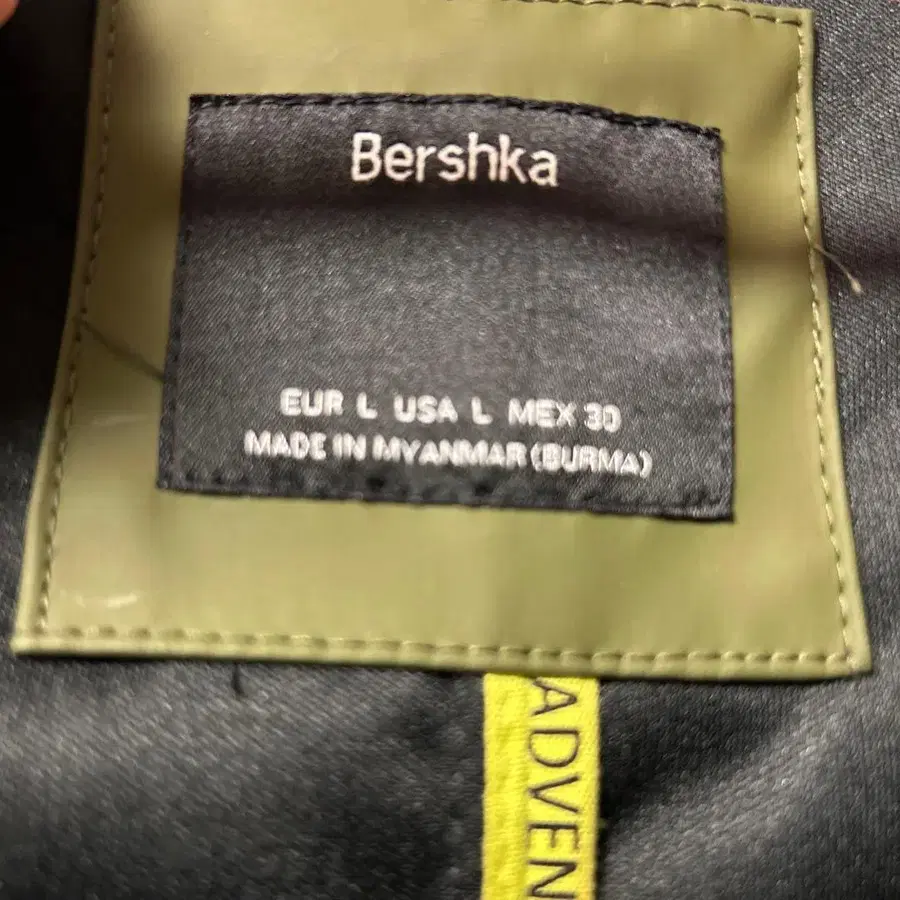 Bershka
EUR L USA L MEX 30
MADE IN MYANMAR (BURMA)
ADVEN